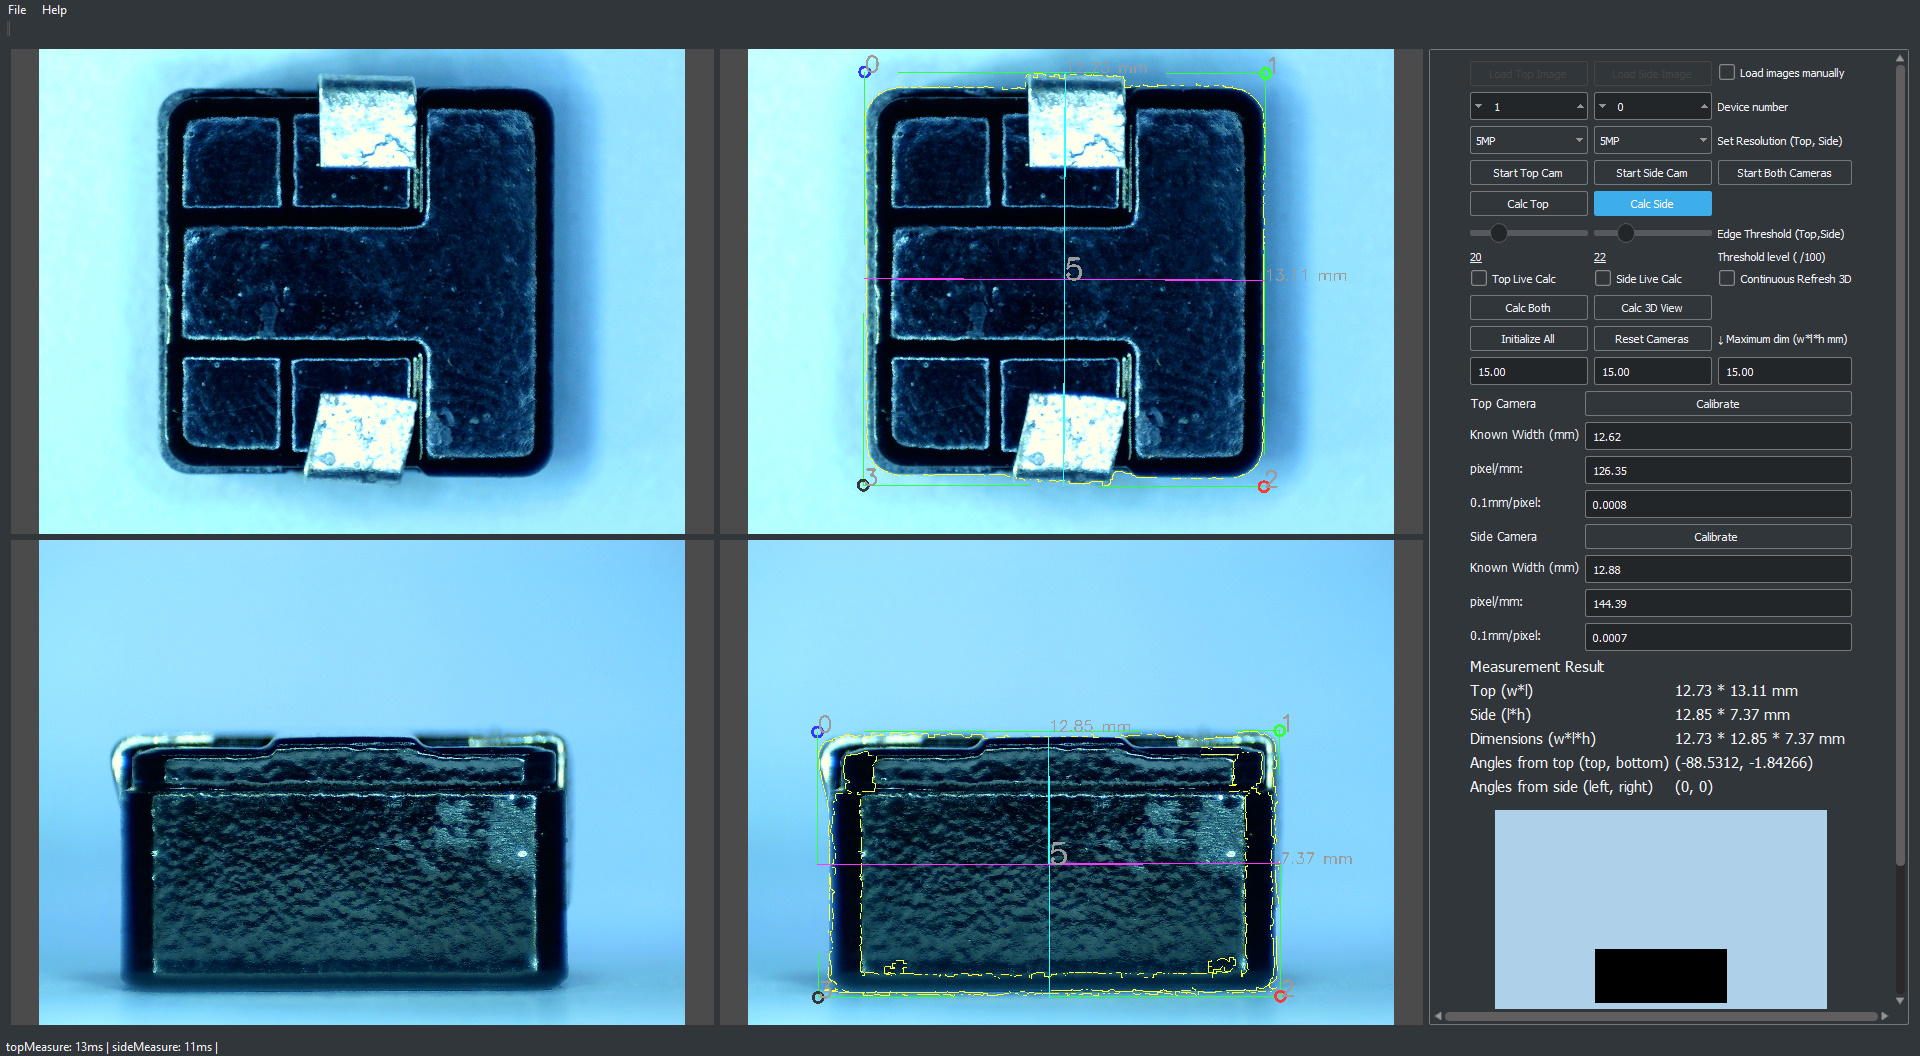 File Help
0 12.73 mm 1
5
13.11 mm
3 2
0 12.85 mm 1
5
7.37 mm
2
Load Top Image Load Side Image Load images manually
1 0 Device number
5MP 5MP Set Resolution (Top, Side)
Start Top Cam Start Side Cam Start Both Cameras
Calc Top Calc Side
Edge Threshold (Top,Side)
20 22 Threshold level ( /100)
Top Live Calc Side Live Calc Continuous Refresh 3D
Calc Both Calc 3D View
Initialize All Reset Cameras ↓ Maximum dim (w*l*h mm)
15.00 15.00 15.00
Top Camera Calibrate
Known Width (mm) 12.62
pixel/mm: 126.35
0.1mm/pixel: 0.0008
Side Camera Calibrate
Known Width (mm) 12.88
pixel/mm: 144.39
0.1mm/pixel: 0.0007
Measurement Result
Top (w*l) 12.73 * 13.11 mm
Side (l*h) 12.85 * 7.37 mm
Dimensions (w*l*h) 12.73 * 12.85 * 7.37 mm
Angles from top (top, bottom) (-88.5312, -1.84266)
Angles from side (left, right) (0, 0)
topMeasure: 13ms | sideMeasure: 11ms |